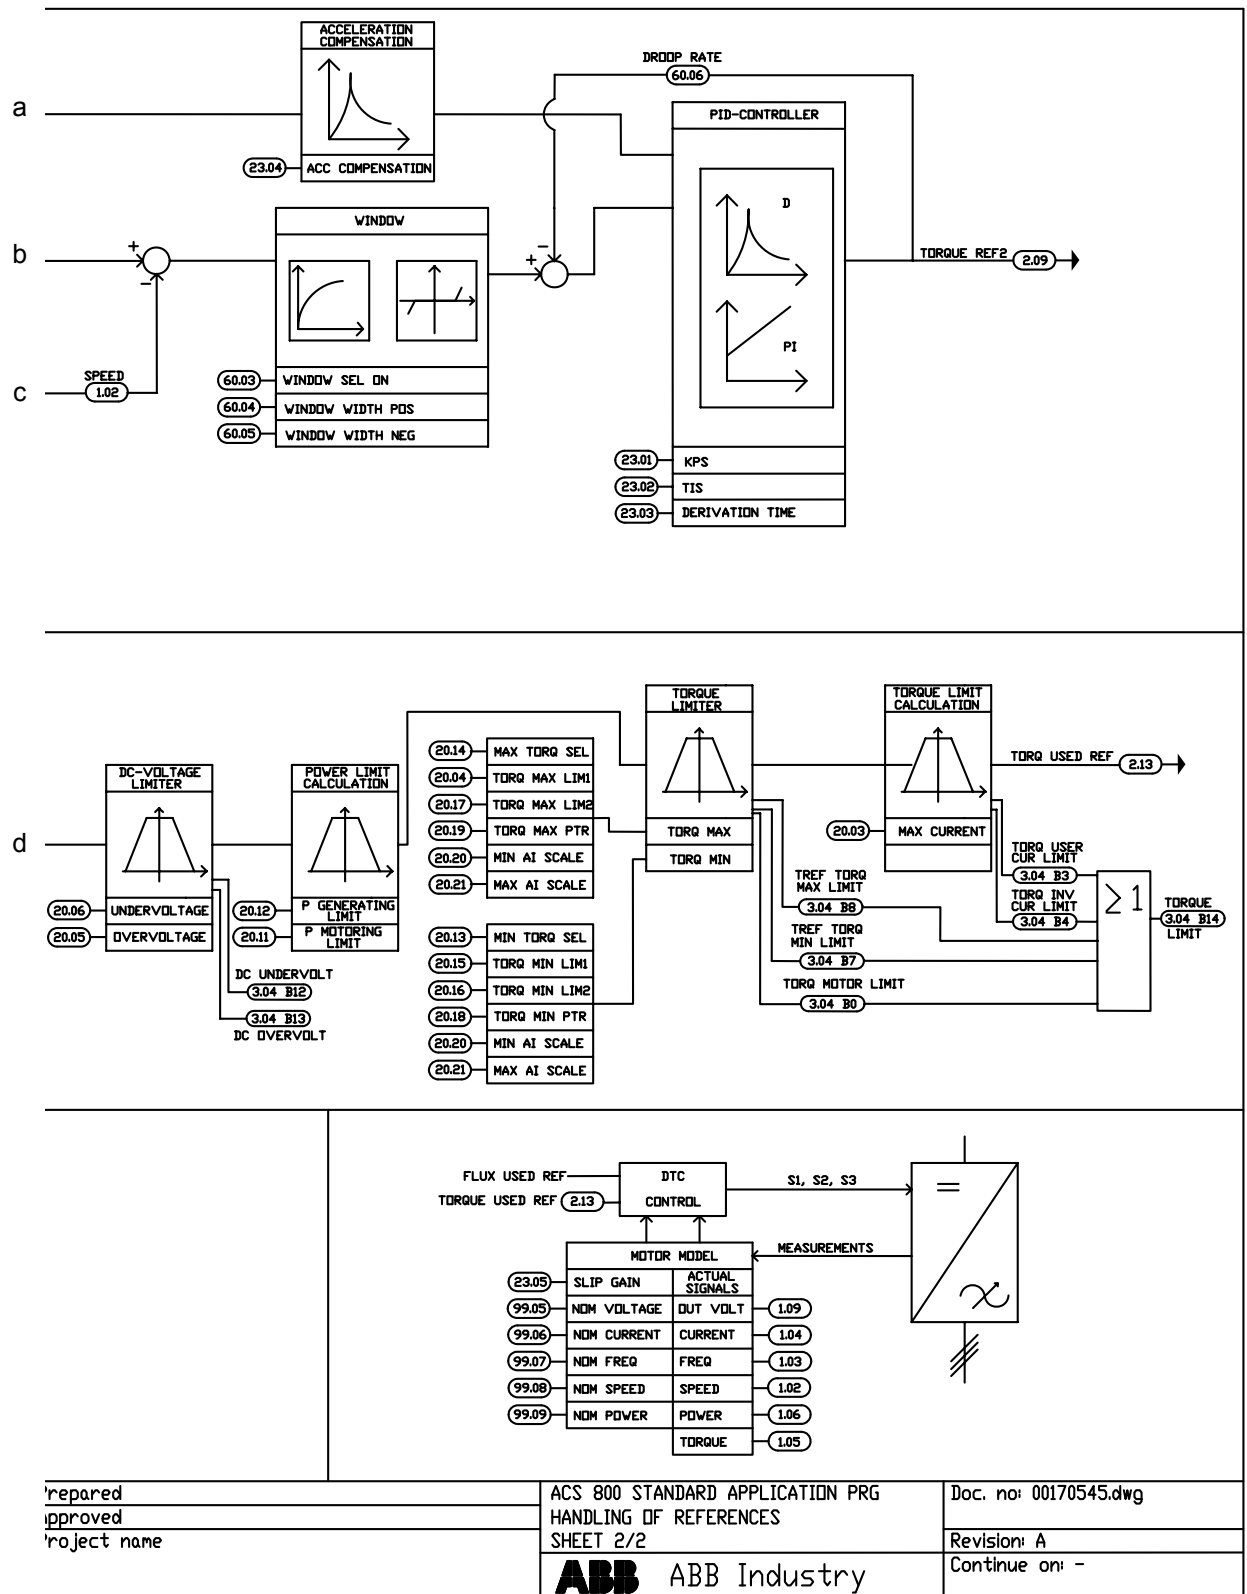 ACCELERATION
COMPENSATION
DROOP RATE
60.06
a
PID-CONTROLLER
23.04
ACC COMPENSATION
WINDOW
D
b
+
−
+
−
TORQUE REF2
2.09
PI
SPEED
c
1.02
60.03
WINDOW SEL ON
60.04
WINDOW WIDTH POS
60.05
WINDOW WIDTH NEG
23.01
KPS
23.02
TIS
23.03
DERIVATION TIME
TORQUE
LIMITER
TORQUE LIMIT
CALCULATION
20.14
MAX TORQ SEL
20.04
TORQ MAX LIM1
20.17
TORQ MAX LIM2
20.19
TORQ MAX PTR
20.20
MIN AI SCALE
20.21
MAX AI SCALE
TORQ USED REF
2.13
DC-VOLTAGE
LIMITER
POWER LIMIT
CALCULATION
TORQ MAX
TORQ MIN
20.03
MAX CURRENT
d
TORQ USER
CUR LIMIT
3.04 B3
TREF TORQ
MAX LIMIT
3.04 B8
TORQ INV
CUR LIMIT
3.04 B4
∑1
TORQUE
3.04 B14
LIMIT
20.06
UNDERVOLTAGE
20.05
OVERVOLTAGE
20.12
P GENERATING
LIMIT
20.11
P MOTORING
LIMIT
20.13
MIN TORQ SEL
20.15
TORQ MIN LIM1
20.16
TORQ MIN LIM2
20.18
TORQ MIN PTR
20.20
MIN AI SCALE
20.21
MAX AI SCALE
TREF TORQ
MIN LIMIT
3.04 B7
TORQ MOTOR LIMIT
3.04 B0
DC UNDERVOLT
3.04 B12
3.04 B13
DC OVERVOLT
FLUX USED REF
TORQUE USED REF
2.13
DTC
CONTROL
S1, S2, S3
MEASUREMENTS
MOTOR MODEL
23.05
SLIP GAIN
ACTUAL
SIGNALS
99.05
NOM VOLTAGE
OUT VOLT
1.09
99.06
NOM CURRENT
CURRENT
1.04
99.07
NOM FREQ
FREQ
1.03
99.08
NOM SPEED
SPEED
1.02
99.09
NOM POWER
POWER
1.06
TORQUE
1.05
Prepared
Approved
Project name
ACS 800 STANDARD APPLICATION PRG
HANDLING OF REFERENCES
SHEET 2/2
Doc. no: 00170545.dwg
Revision: A
Continue on: -
ABB
ABB Industry